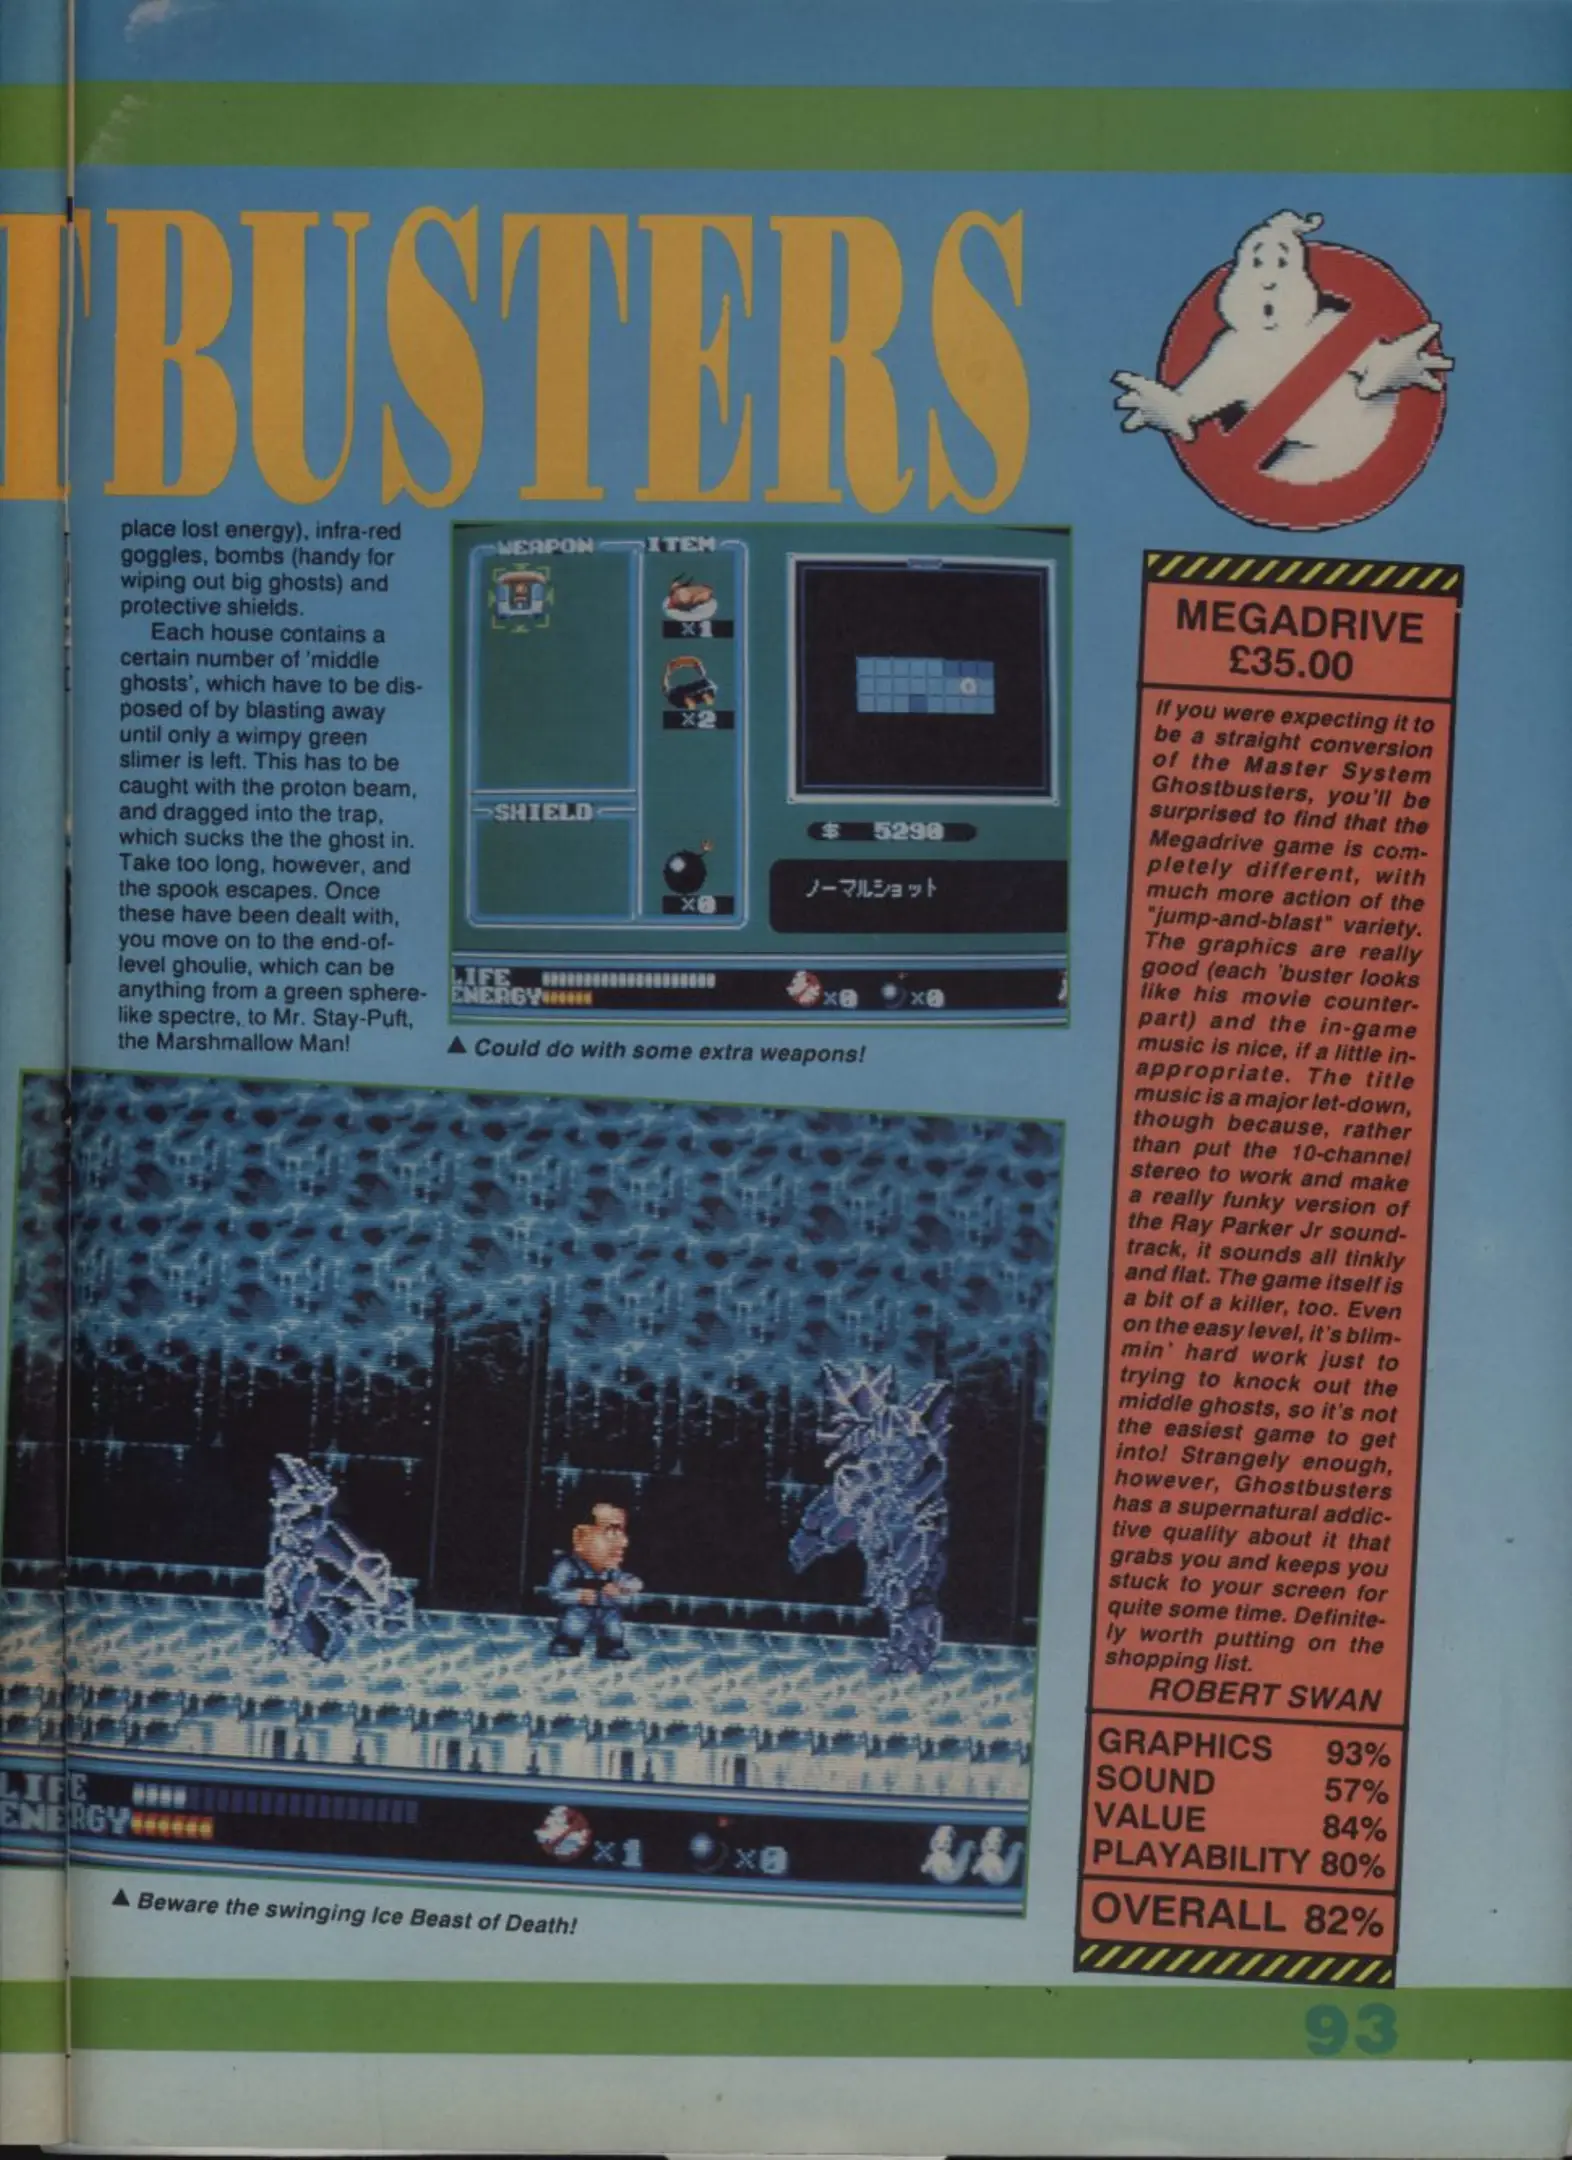 TBUSTERS
place lost energy), infra-red
goggles, bombs (handy for
wiping out big ghosts) and
protective shields.
Each house contains a
certain number of 'middle
ghosts', which have to be dis-
posed of by blasting away
until only a wimpy green
slimer is left. This has to be
caught with the proton beam,
and dragged into the trap,
which sucks the the ghost in.
Take too long, however, and
the spook escapes. Once
these have been dealt with,
you move on to the end-of-
level ghoulie, which can be
anything from a green sphere-
like spectre, to Mr. Stay-Puft,
the Marshmallow Man!
WEAPON
ITEM
×1
×2
SHIELD
×0
$ 5290
ノーマルショット
LIFE
ENERGY
×0 ×0
▲ Could do with some extra weapons!
LIFE
ENERGY
×1 ×0
▲ Beware the swinging Ice Beast of Death!
MEGADRIVE
£35.00
If you were expecting it to
be a straight conversion
of the Master System
Ghostbusters, you'll be
surprised to find that the
Megadrive game is com-
pletely different, with
much more action of the
"jump-and-blast" variety.
The graphics are really
good (each 'buster looks
like his movie counter-
part) and the in-game
music is nice, if a little in-
appropriate. The title
music is a major let-down,
though because, rather
than put the 10-channel
stereo to work and make
a really funky version of
the Ray Parker Jr sound-
track, it sounds all tinkly
and flat. The game itself is
a bit of a killer, too. Even
on the easy level, it's blim-
min' hard work just to
trying to knock out the
middle ghosts, so it's not
the easiest game to get
into! Strangely enough,
however, Ghostbusters
has a supernatural addic-
tive quality about it that
grabs you and keeps you
stuck to your screen for
quite some time. Definite-
ly worth putting on the
shopping list.
ROBERT SWAN
GRAPHICS 93%
SOUND 57%
VALUE 84%
PLAYABILITY 80%
OVERALL 82%
93